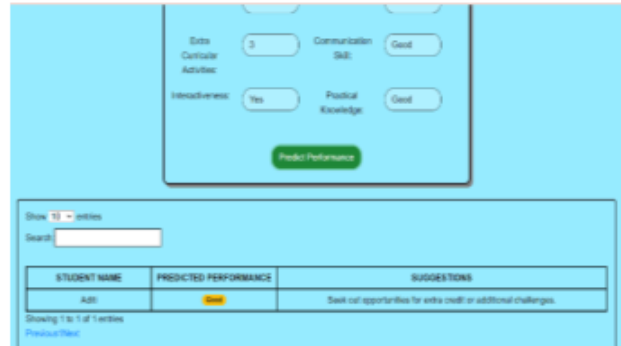 Extra Curricular Activities: 3 Communication Skill: Good
Interactiveness: Yes Practical Knowledge: Good
Predict Performance
Show 10 entries
Search:
STUDENT NAME PREDICTED PERFORMANCE SUGGESTIONS
Aditi Good Seek out opportunities for extra credit or additional challenges.
Showing 1 to 1 of 1 entries
PreviousNext